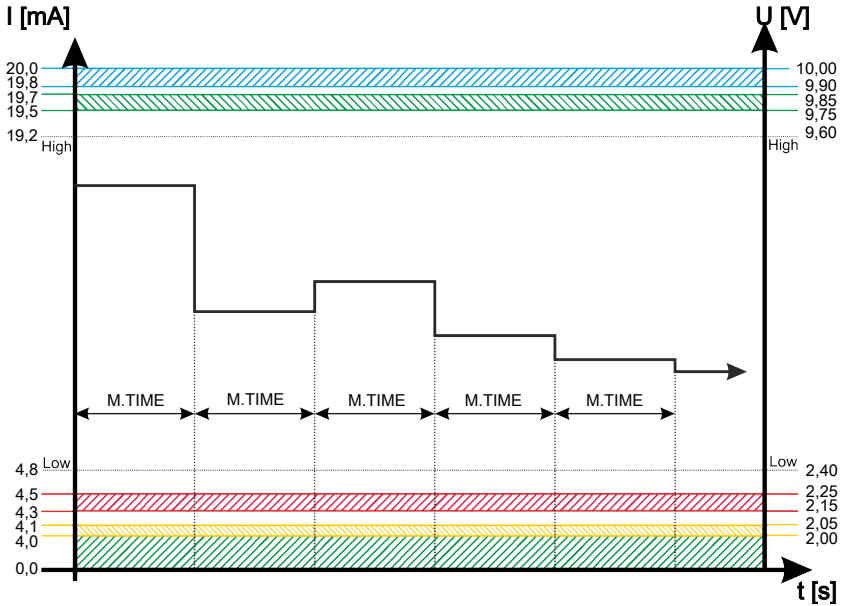 I [mA]
U [V]
20,0
10,00
19,8
9,90
19,7
9,85
19,5
9,75
19,2
9,60
High
High
M.TIME
M.TIME
M.TIME
M.TIME
M.TIME
Low
Low
4,8
2,40
4,5
2,25
4,3
2,15
4,1
2,05
4,0
2,00
0,0
t [s]